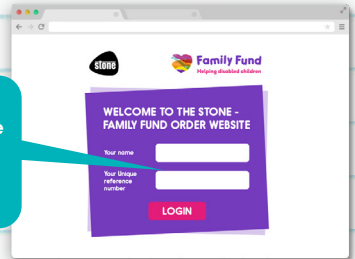 stone
Family Fund
Helping disabled children
WELCOME TO THE STONE -
FAMILY FUND ORDER WEBSITE
Your name
Your Unique
reference
number
LOGIN